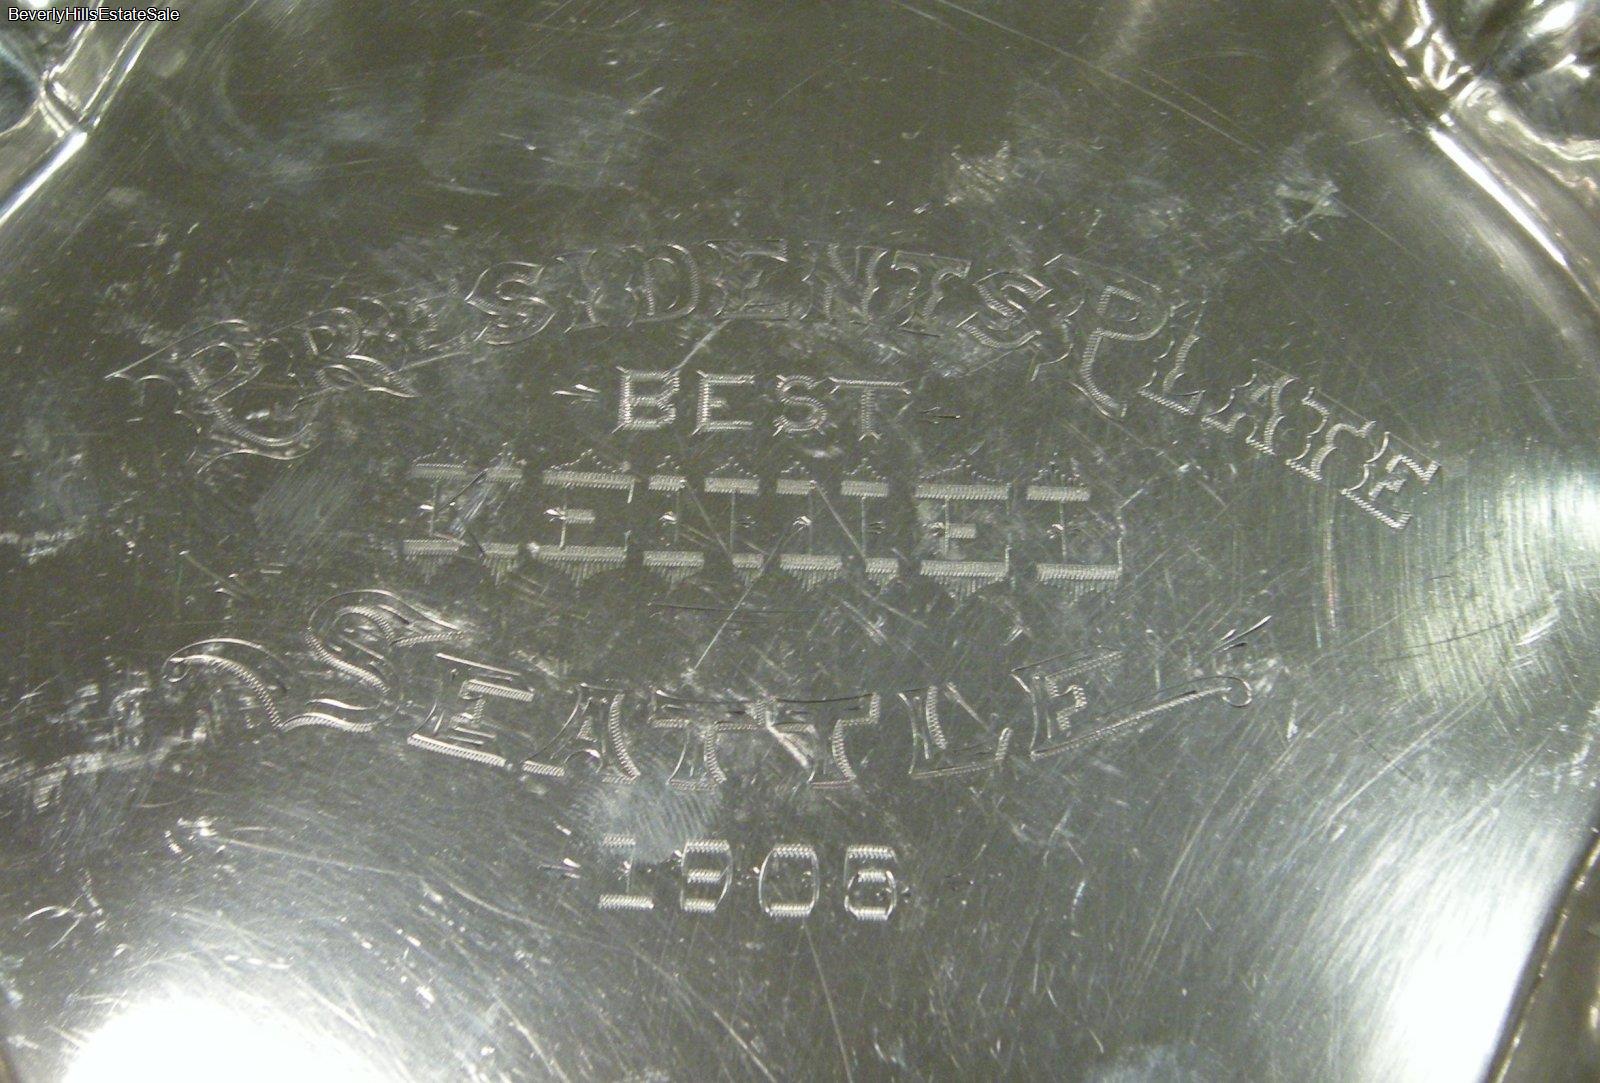 BeverlyHillsEstateSale
PRESIDENTS PLATE
BEST
KENNEL
SEATTLE
1906